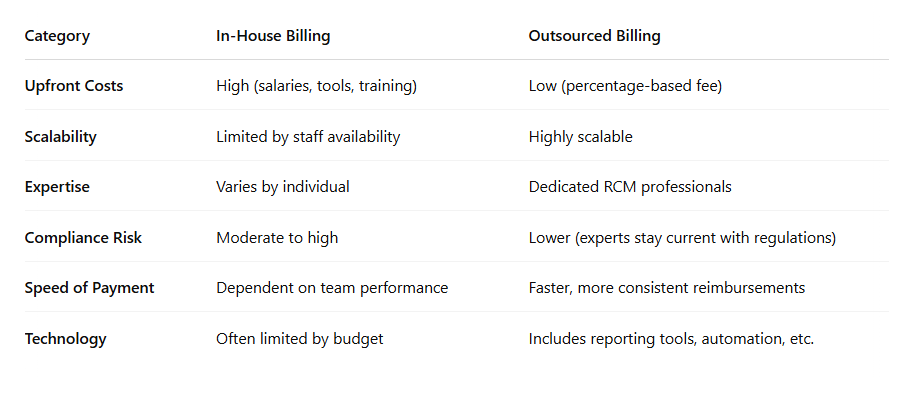 Category In-House Billing Outsourced Billing
Upfront Costs High (salaries, tools, training) Low (percentage-based fee)
Scalability Limited by staff availability Highly scalable
Expertise Varies by individual Dedicated RCM professionals
Compliance Risk Moderate to high Lower (experts stay current with regulations)
Speed of Payment Dependent on team performance Faster, more consistent reimbursements
Technology Often limited by budget Includes reporting tools, automation, etc.